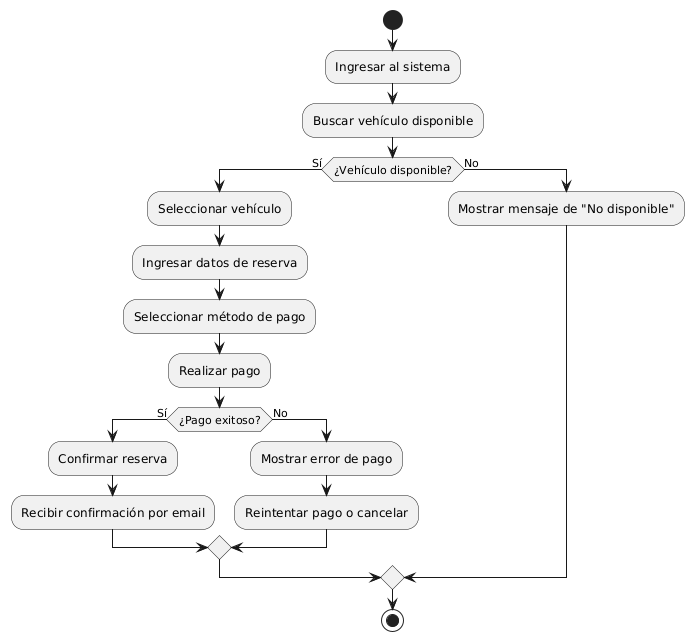 Ingresar al sistema
Buscar vehículo disponible
Sí
¿Vehículo disponible?
No
Seleccionar vehículo
Mostrar mensaje de "No disponible"
Ingresar datos de reserva
Seleccionar método de pago
Realizar pago
Sí
¿Pago exitoso?
No
Confirmar reserva
Mostrar error de pago
Recibir confirmación por email
Reintentar pago o cancelar